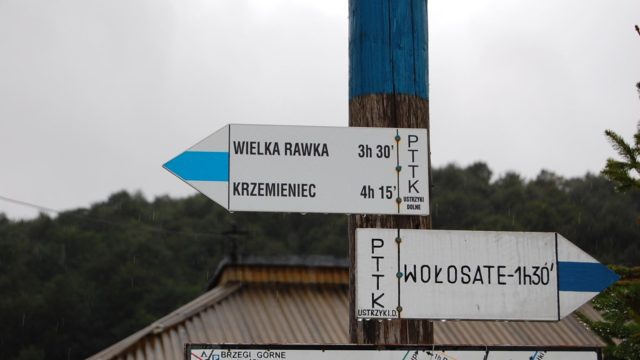 WIELKA RAWKA 3h 30'
KRZEMIENIEC 4h 15'
PTTK
USTRZYKI
DOLNE
PTTK
USTRZYKI.D.
WOŁOSATE-1h30'
BRZEGI GÓRNE